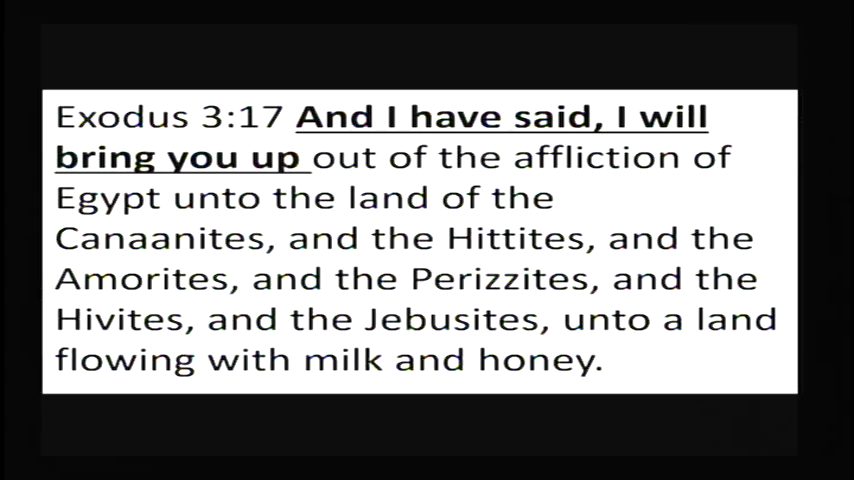 Exodus 3:17 And I have said, I will
bring you up out of the affliction of
Egypt unto the land of the
Canaanites, and the Hittites, and the
Amorites, and the Perizzites, and the
Hivites, and the Jebusites, unto a land
flowing with milk and honey.